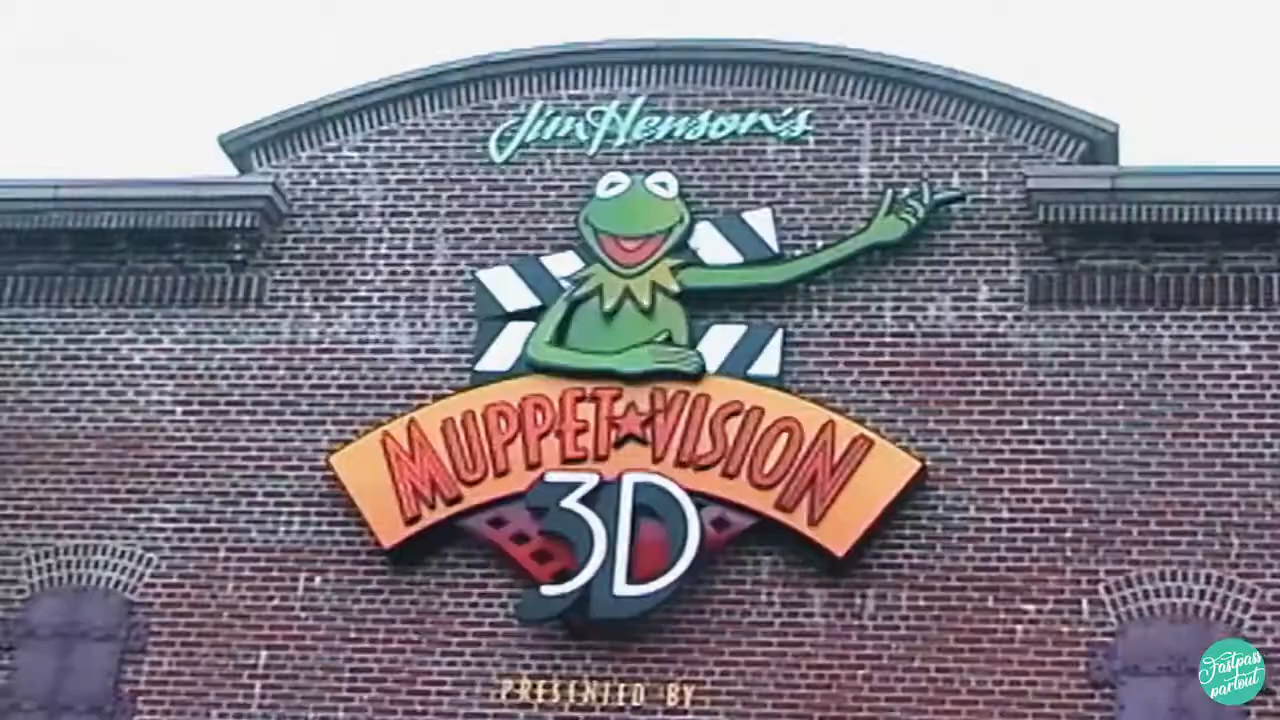 Jim Henson's
MUPPET★VISION
3D
PRESENTED BY
Fastpass
partout